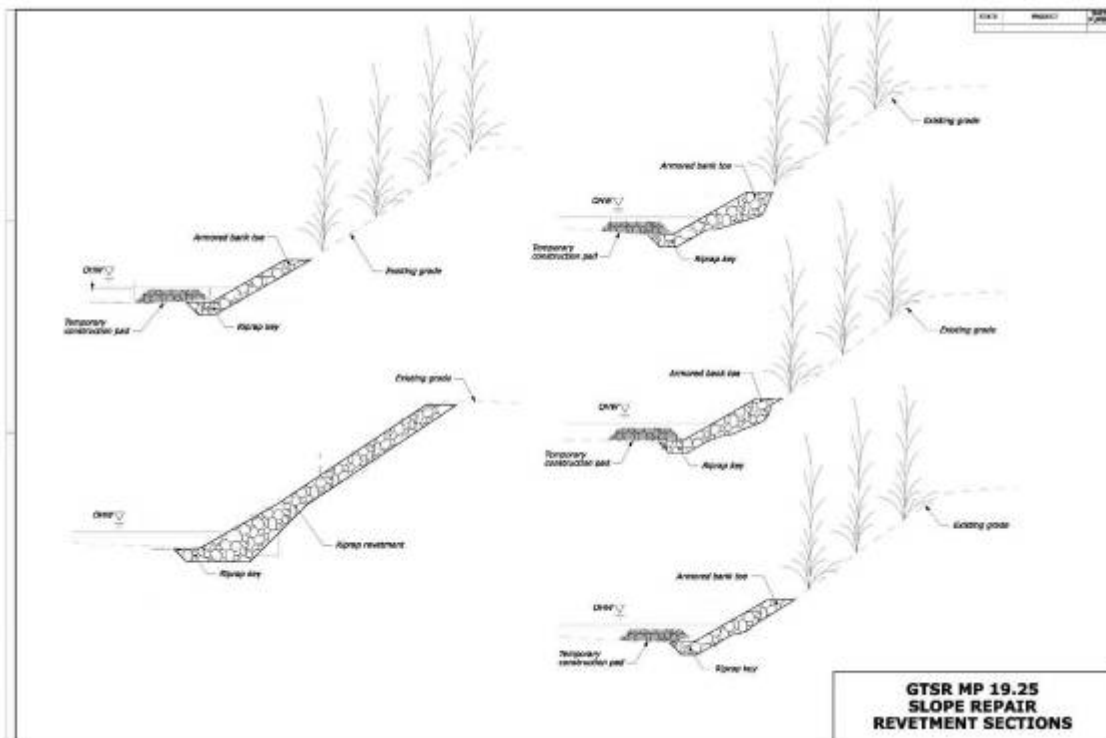 Existing grade
Armored bank toe
OHW
Temporary
construction pad
Riprap key
Armored bank toe
OHW
Existing grade
Temporary
construction pad
Riprap key
Existing grade
Armored bank toe
OHW
Temporary
construction pad
Riprap key
Existing grade
OHW
Riprap revetment
Riprap key
Existing grade
Armored bank toe
OHW
Temporary
construction pad
Riprap key
GTSR MP 19.25
SLOPE REPAIR
REVETMENT SECTIONS